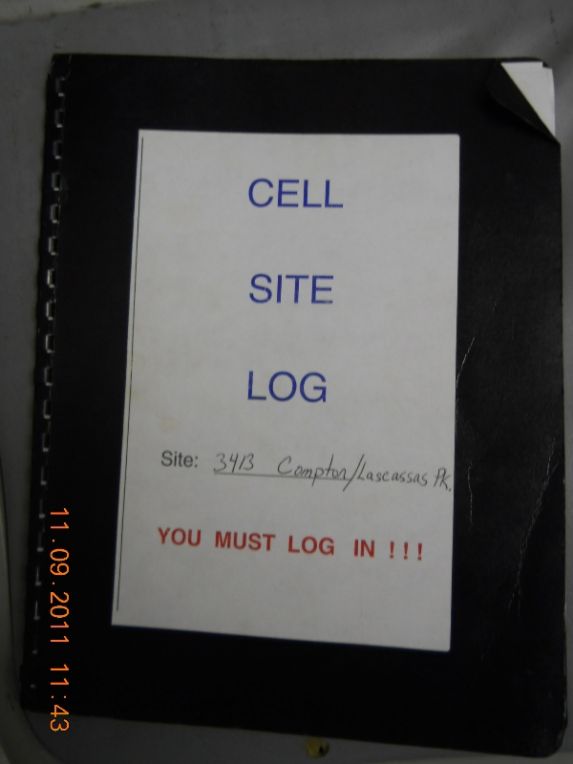 CELL
SITE
LOG
Site: 3413 Compton/Lascassas Pk.
YOU MUST LOG IN !!!
11.09.2011 11:43